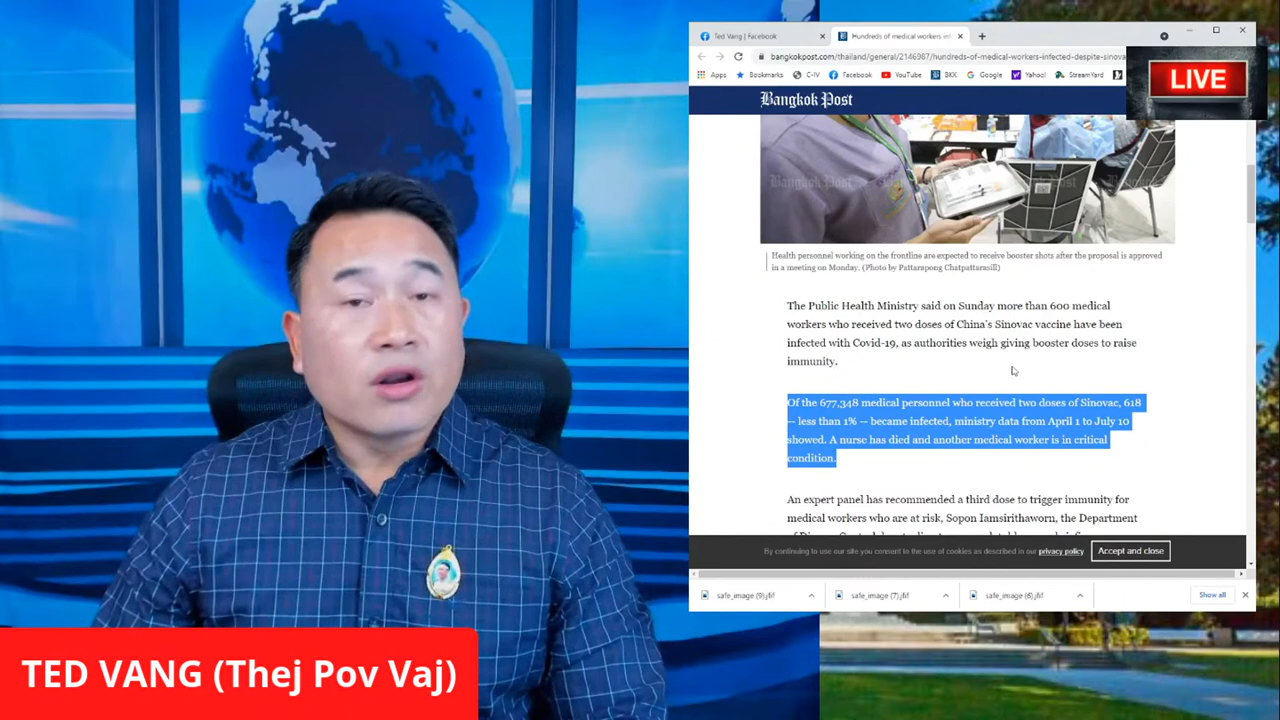 Ted Vang | Facebook
Hundreds of medical workers
bangkokpost.com/thailand/general/2146987/hundreds-of-medical-workers-infected-despite-sinova
Apps
Bookmarks
C-IV
Facebook
YouTube
BKK
Google
Yahoo!
StreamYard
LIVE
Bangkok Post
Bangkok Post
Health personnel working on the frontline are expected to receive booster shots after the proposal is approved
in a meeting on Monday. (Photo by Pattarapong Chatpattarasill)
The Public Health Ministry said on Sunday more than 600 medical
workers who received two doses of China's Sinovac vaccine have been
infected with Covid-19, as authorities weigh giving booster doses to raise
immunity.
Of the 677,348 medical personnel who received two doses of Sinovac, 618
-- less than 1% -- became infected, ministry data from April 1 to July 10
showed. A nurse has died and another medical worker is in critical
condition.
An expert panel has recommended a third dose to trigger immunity for
medical workers who are at risk, Sopon Iamsirithaworn, the Department
By continuing to use our site you consent to the use of cookies as described in our privacy policy
Accept and close
safe_image (9).jfif
safe_image (7).jfif
safe_image (6).jfif
Show all
TED VANG (Thej Pov Vaj)